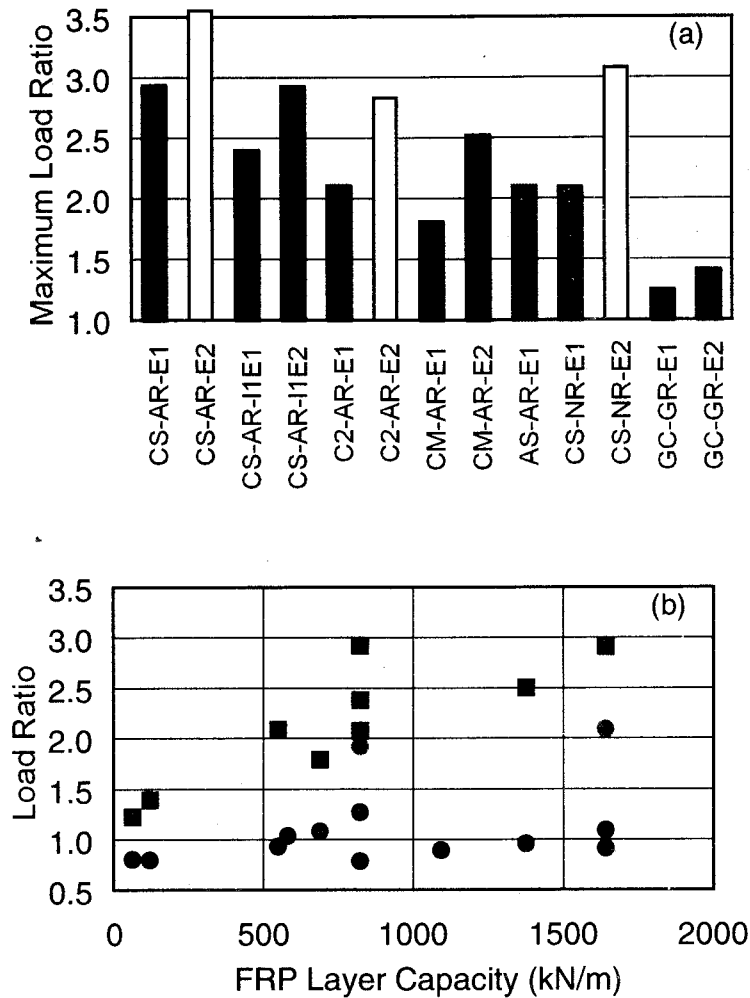 (a)
Maximum Load Ratio
3.5
3.0
2.5
2.0
1.5
1.0
CS-AR-E1
CS-AR-E2
CS-AR-I1E1
CS-AR-I1E2
C2-AR-E1
C2-AR-E2
CM-AR-E1
CM-AR-E2
AS-AR-E1
CS-NR-E1
CS-NR-E2
GC-GR-E1
GC-GR-E2
(b)
Load Ratio
3.5
3.0
2.5
2.0
1.5
1.0
0.5
0 500 1000 1500 2000
FRP Layer Capacity (kN/m)